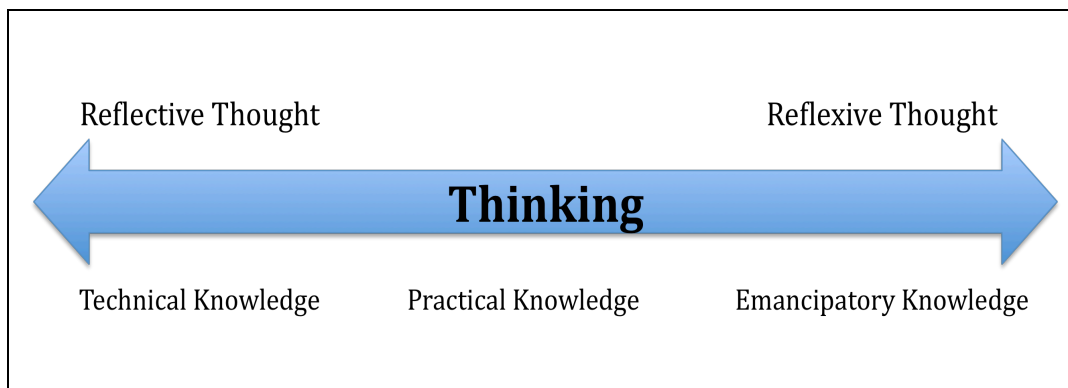 Reflective Thought Reflexive Thought
Thinking
Technical Knowledge Practical Knowledge Emancipatory Knowledge